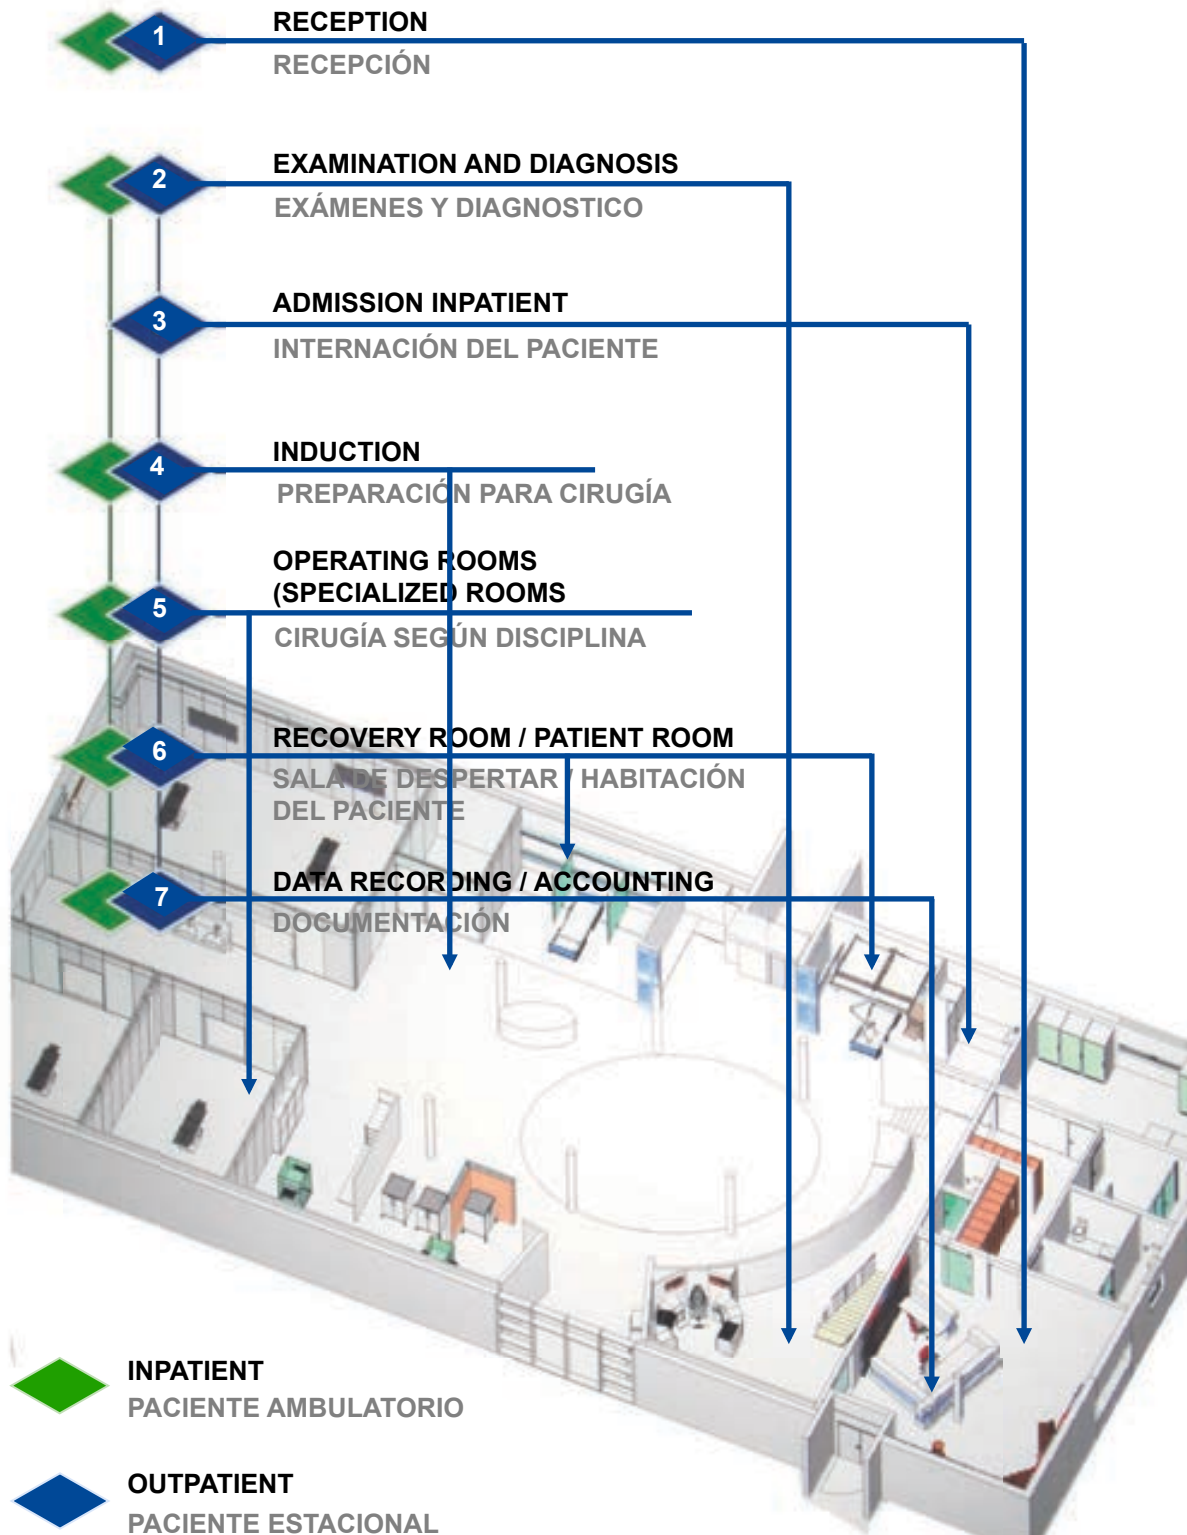 1
RECEPTION
RECEPCIÓN
2
EXAMINATION AND DIAGNOSIS
EXÁMENES Y DIAGNOSTICO
3
ADMISSION INPATIENT
INTERNACIÓN DEL PACIENTE
4
INDUCTION
PREPARACIÓN PARA CIRUGÍA
5
OPERATING ROOMS
(SPECIALIZED ROOMS
CIRUGÍA SEGÚN DISCIPLINA
6
RECOVERY ROOM / PATIENT ROOM
SALA DE DESPERTAR / HABITACIÓN
DEL PACIENTE
7
DATA RECORDING / ACCOUNTING
DOCUMENTACIÓN
INPATIENT
PACIENTE AMBULATORIO
OUTPATIENT
PACIENTE ESTACIONAL